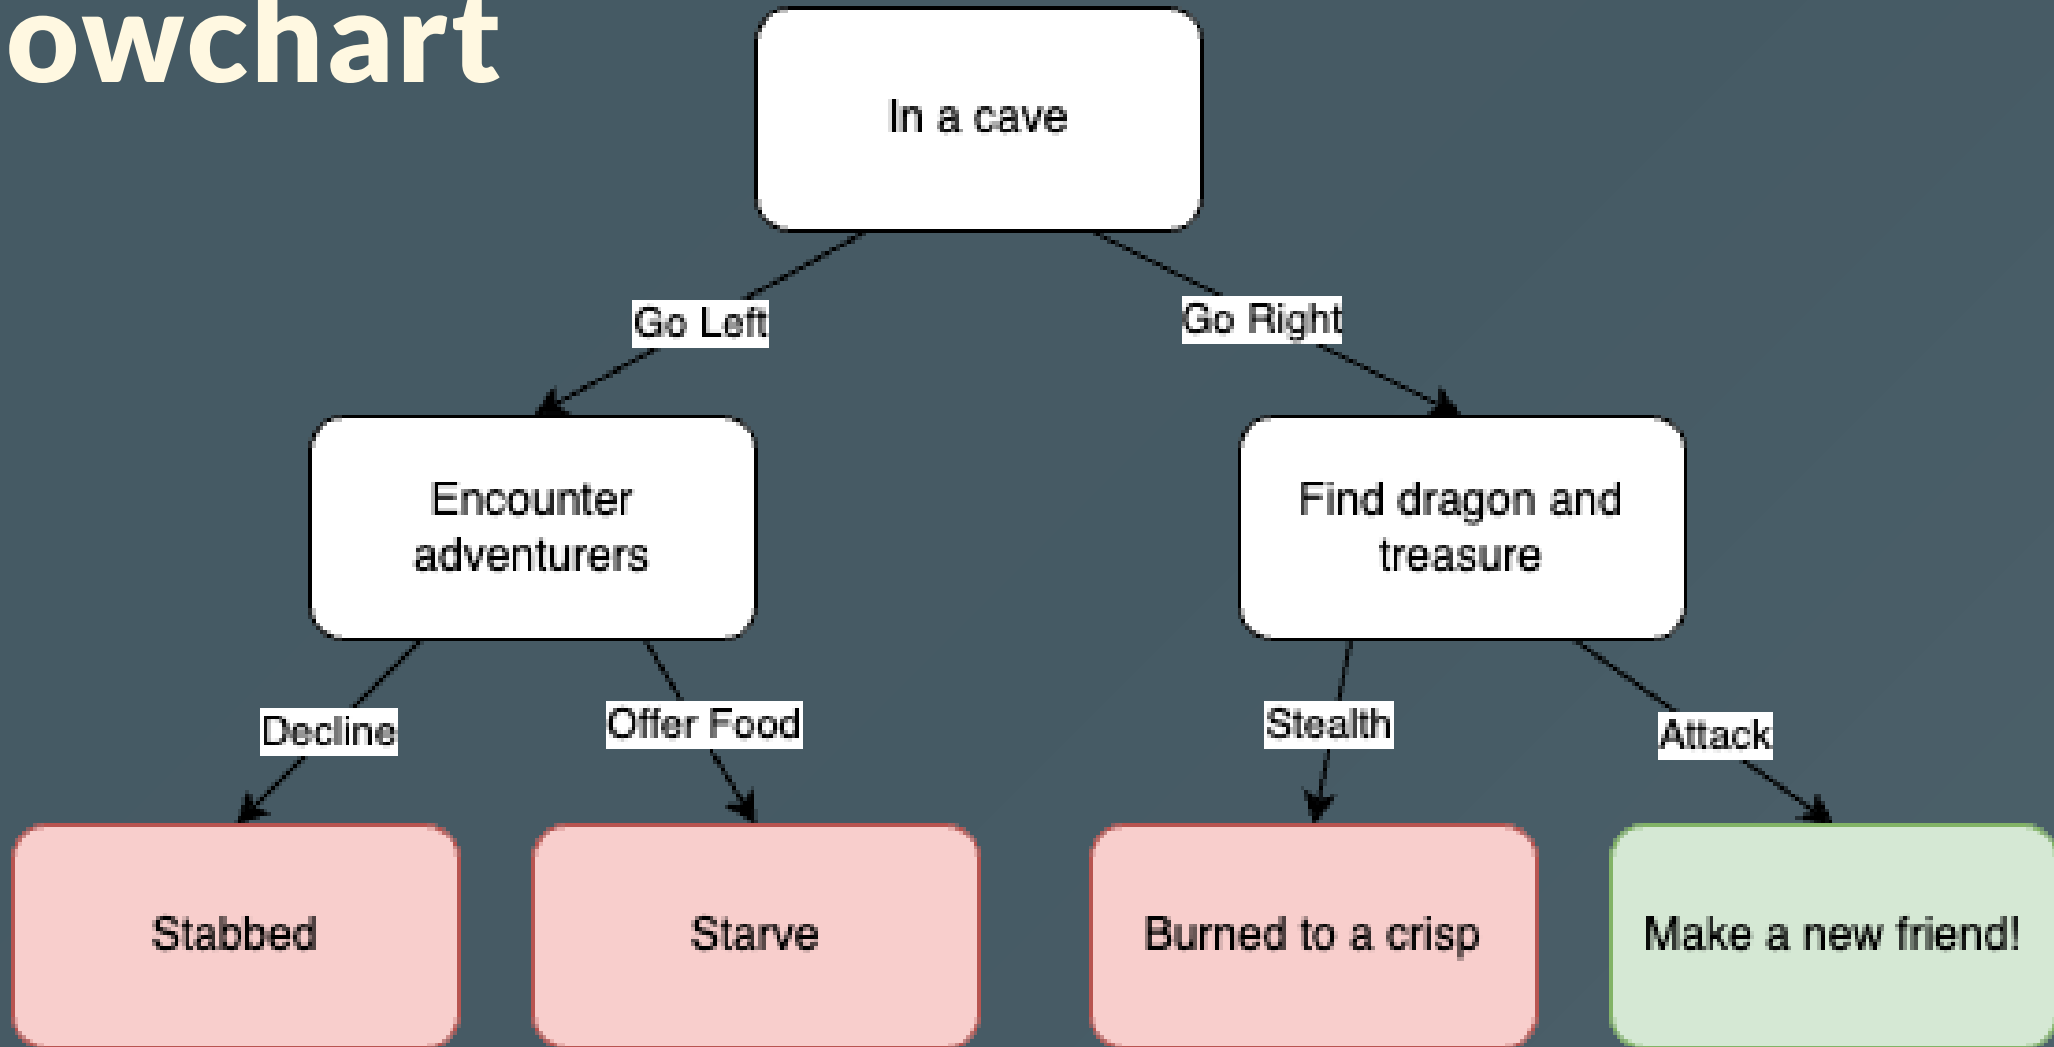 owchart
In a cave
Go Left
Go Right
Encounter
adventurers
Find dragon and
treasure
Decline
Offer Food
Stealth
Attack
Stabbed
Starve
Burned to a crisp
Make a new friend!